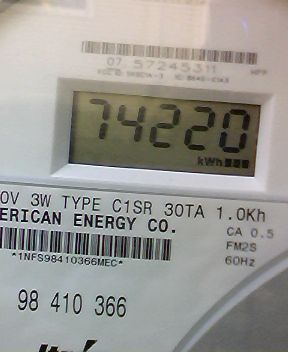 07 57245311
74220
kWh
0V 3W TYPE C1SR 30TA 1.0Kh
ERICAN ENERGY CO.
CA 0.5
FM2S
*1NFS98410366MEC*
60Hz
98 410 366